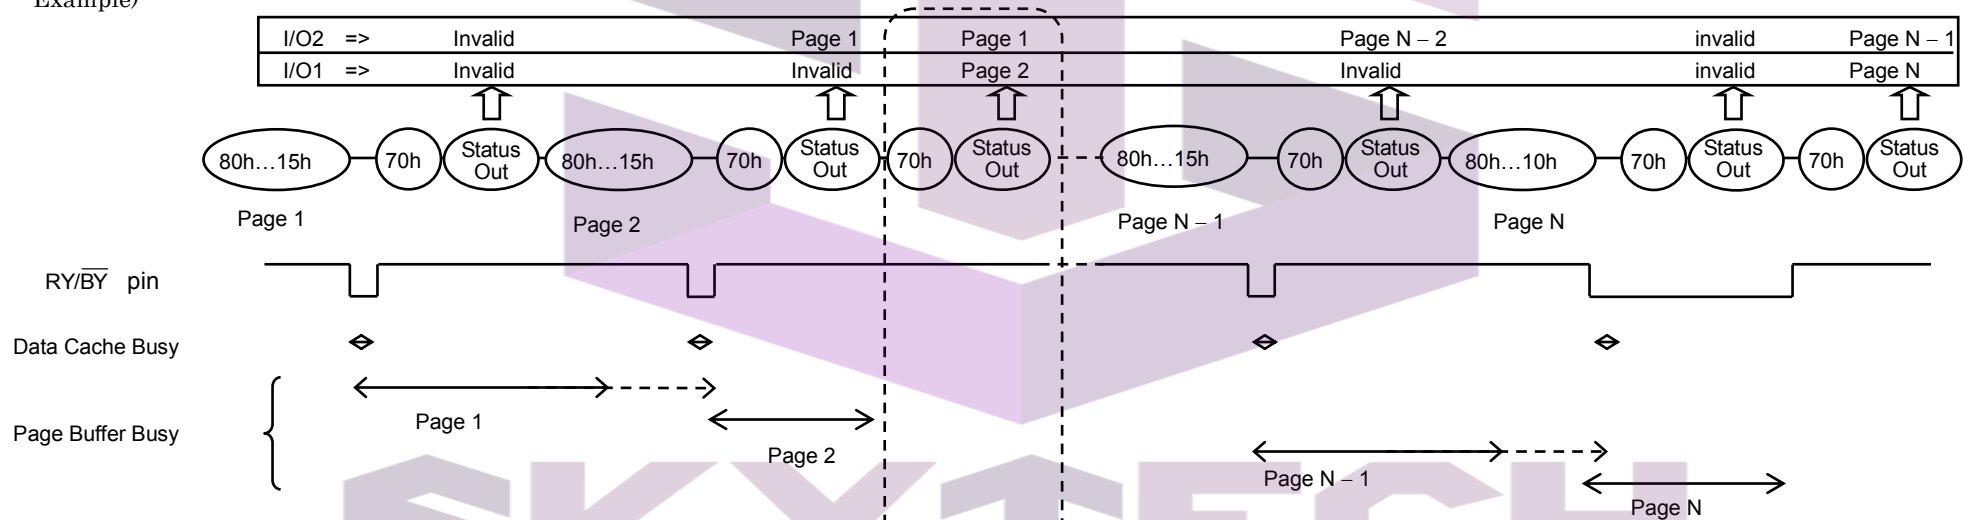 Example)
I/O2 => Invalid Page 1 Page 1 Page N – 2 invalid Page N – 1
I/O1 => Invalid Invalid Page 2 Invalid invalid Page N
80h…15h 70h Status Out 80h…15h 70h Status Out 70h Status Out 80h…15h 70h Status Out 80h…10h 70h Status Out 70h Status Out
Page 1 Page 2 Page N – 1 Page N
RY/BY pin
Data Cache Busy
Page 1
Page Buffer Busy
Page 2
Page N – 1
Page N
SKYTECH